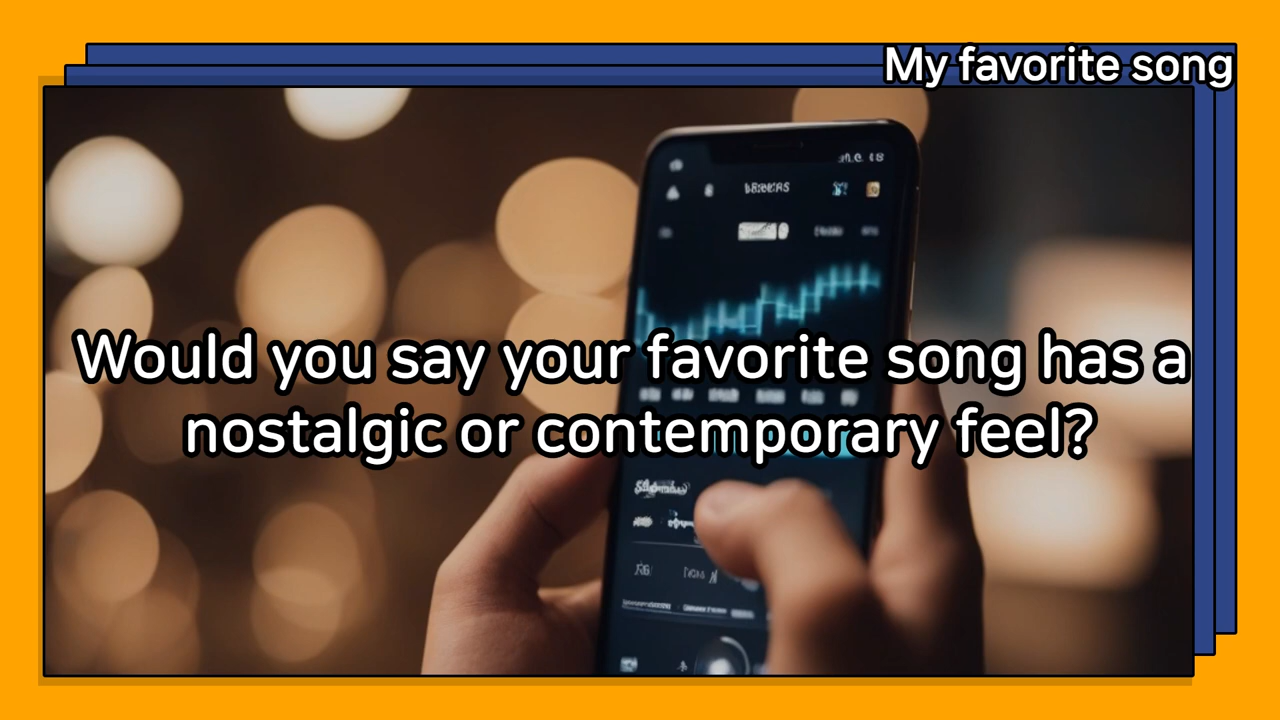 My favorite song
Would you say your favorite song has a
nostalgic or contemporary feel?